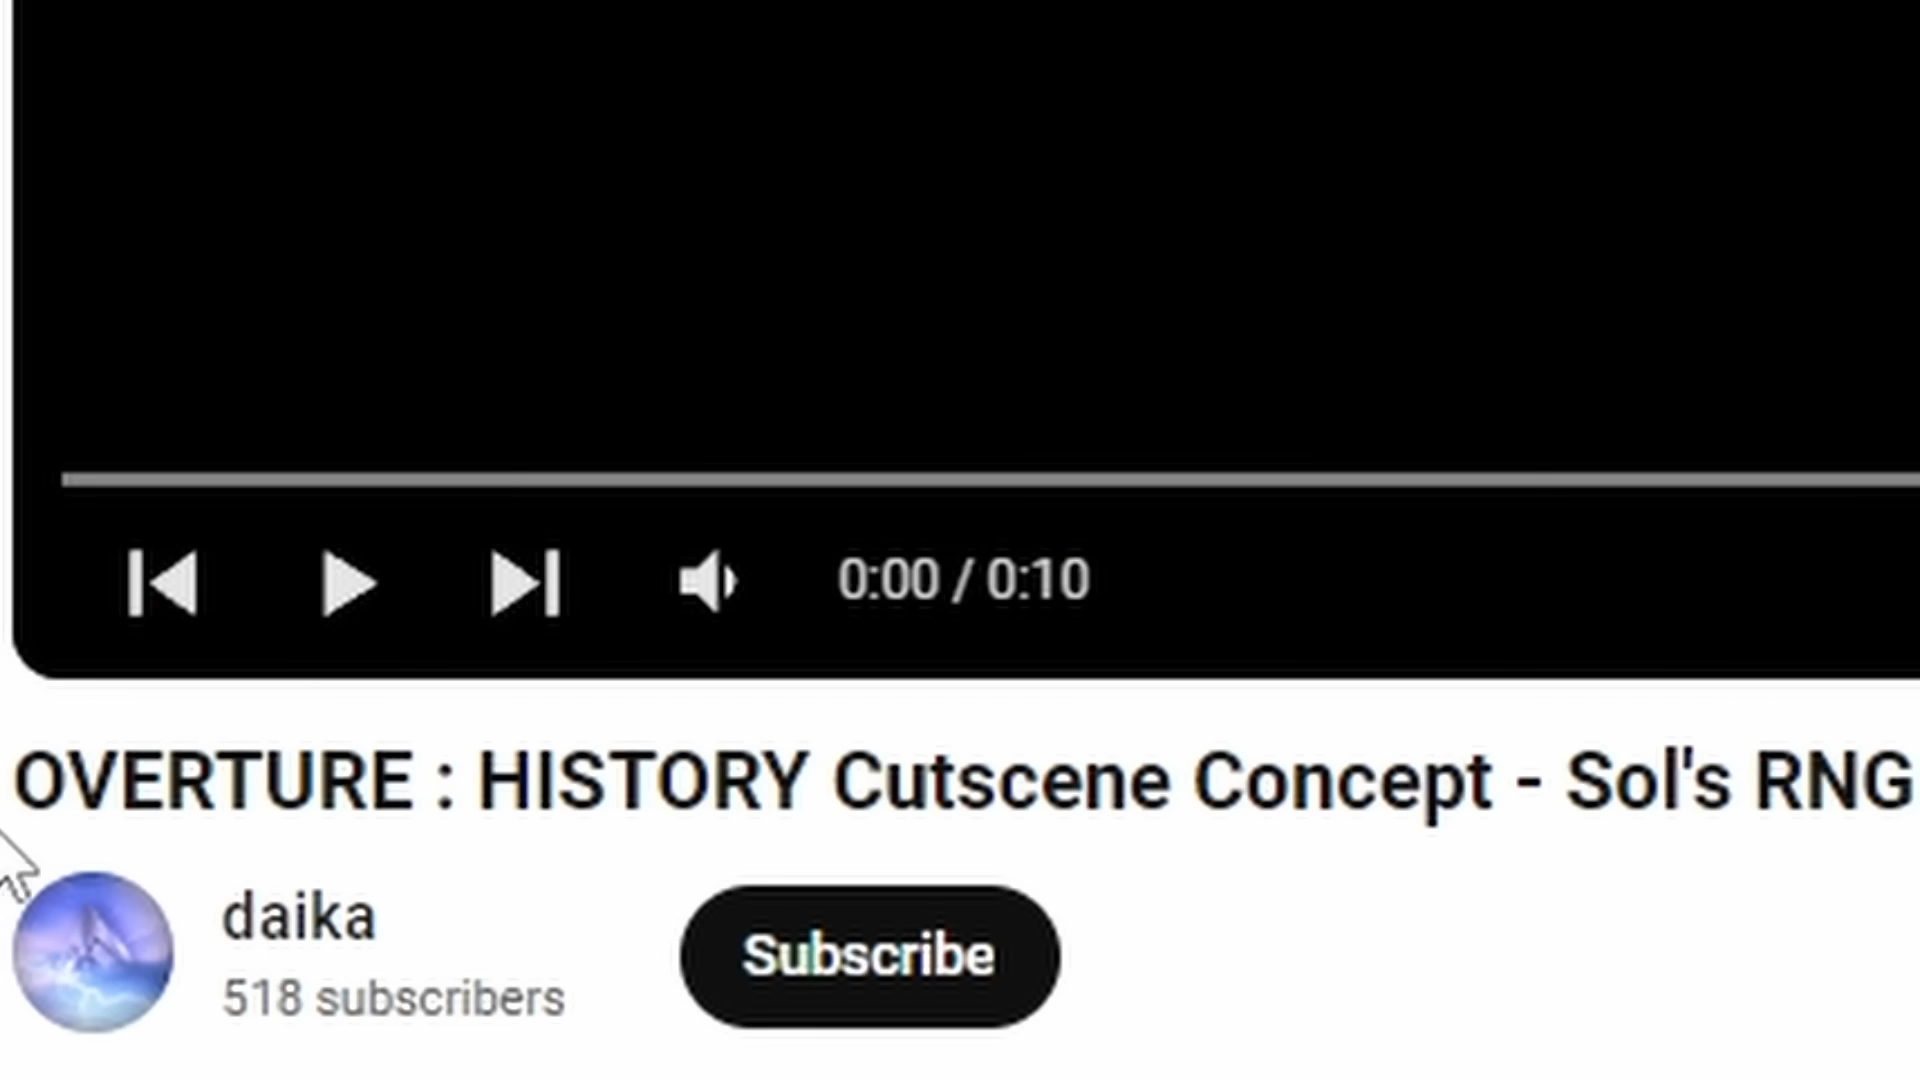 0:00 / 0:10
OVERTURE : HISTORY Cutscene Concept - Sol's RNG
daika
Subscribe
518 subscribers